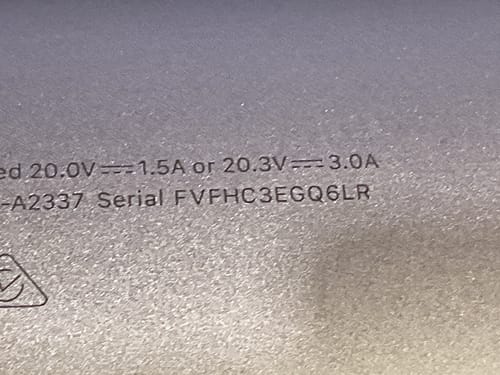 ed 20.0V⎓1.5A or 20.3V⎓3.0A
-A2337 Serial FVFHC3EGQ6LR